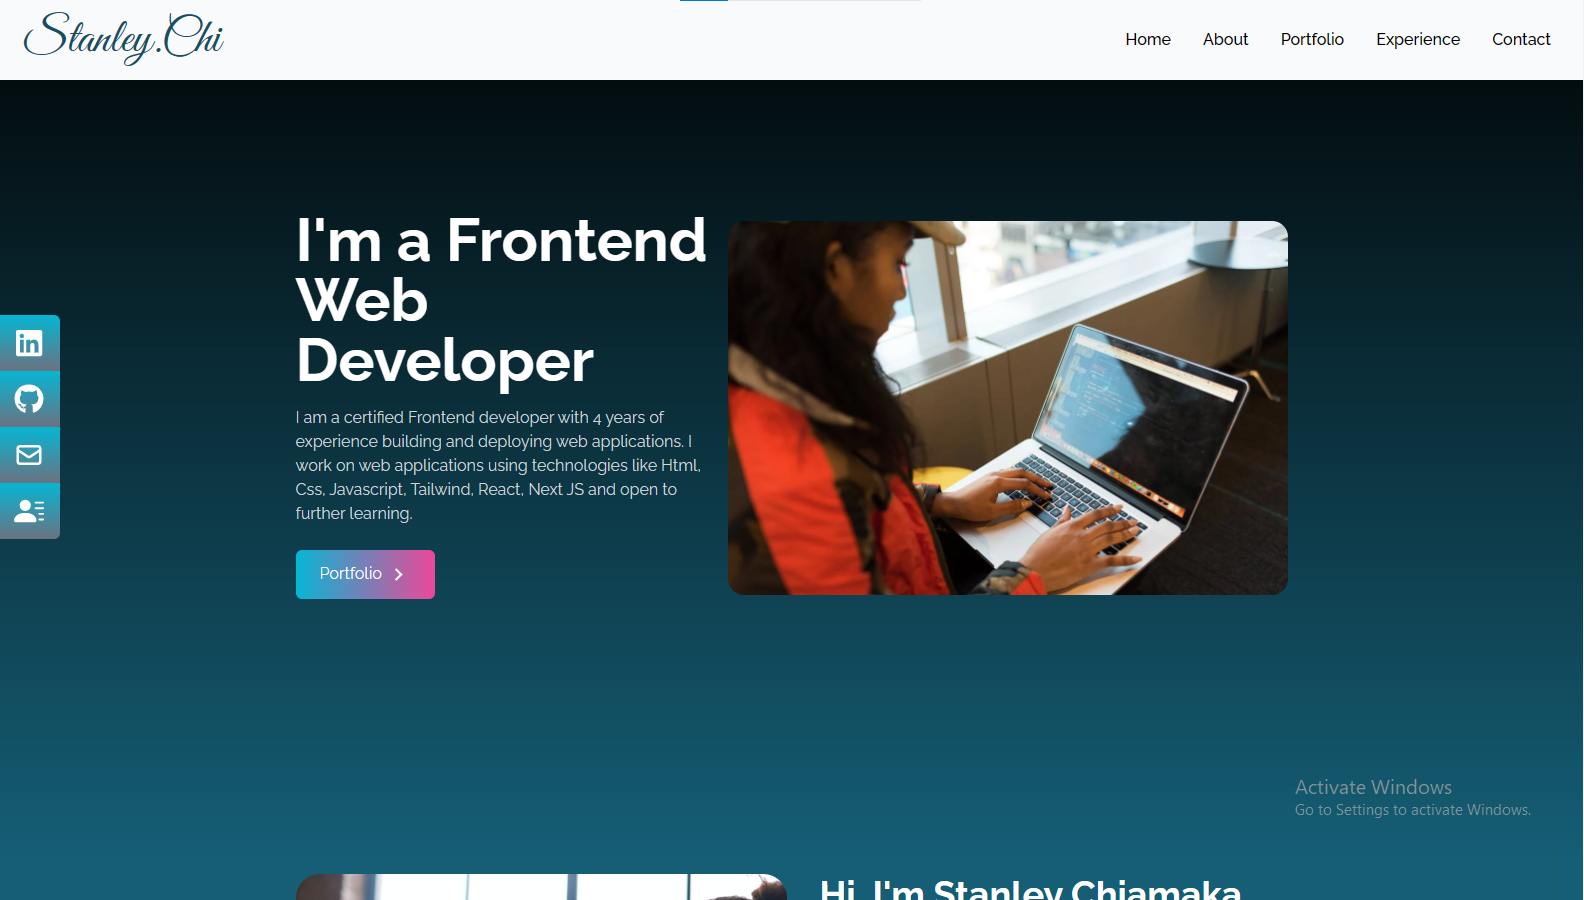 Stanley.Chi
Home About Portfolio Experience Contact
I'm a Frontend
Web
Developer
I am a certified Frontend developer with 4 years of
experience building and deploying web applications. I
work on web applications using technologies like Html,
Css, Javascript, Tailwind, React, Next JS and open to
further learning.
Portfolio
in
Activate Windows
Go to Settings to activate Windows.
Hi, I'm Stanley Chiamaka